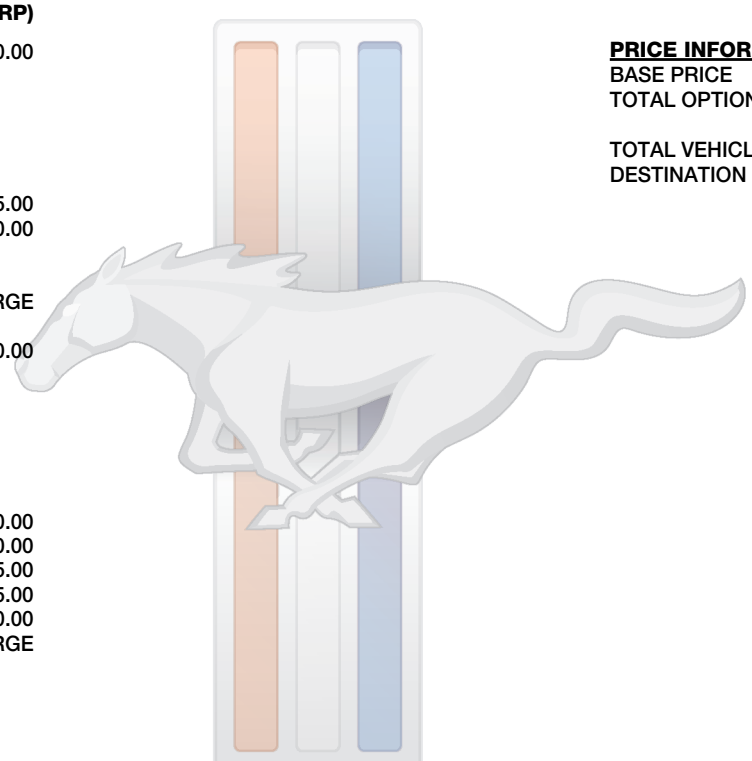 RP)
0.00
5.00
0.00
RGE
0.00
0.00
0.00
5.00
5.00
0.00
RGE
PRICE INFOR
BASE PRICE
TOTAL OPTION
TOTAL VEHICL
DESTINATION